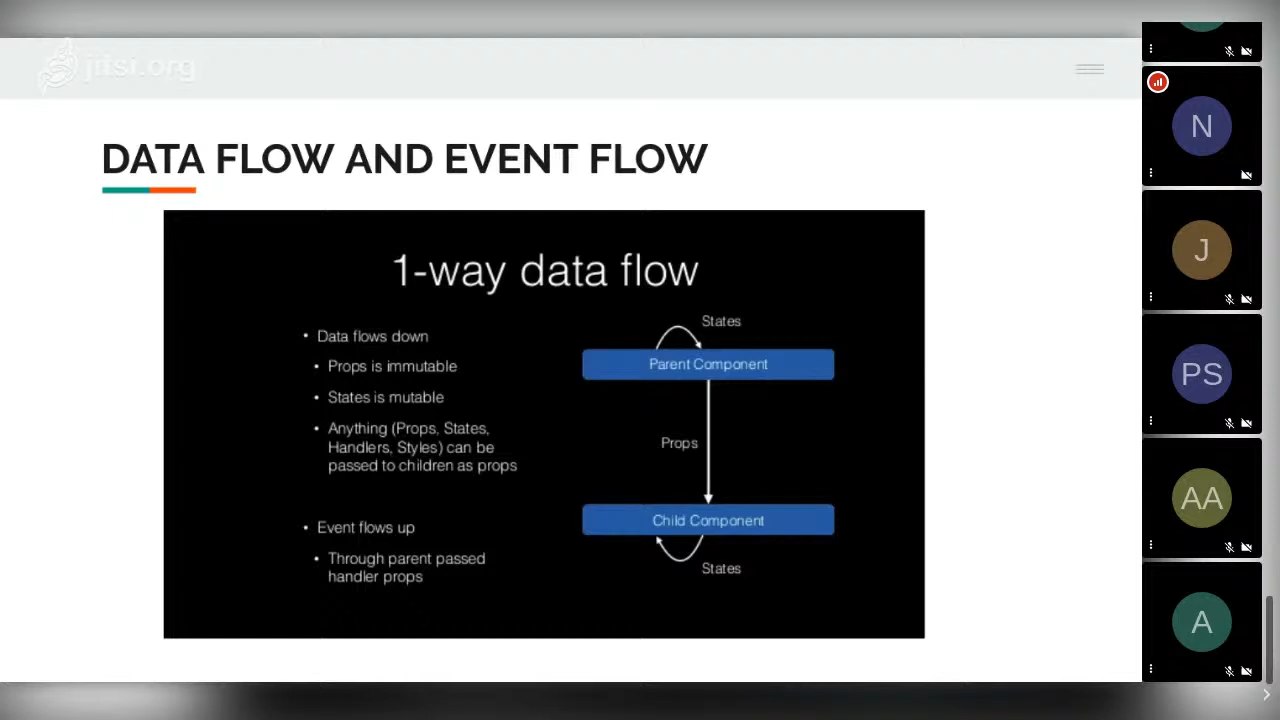 jitsi.org
DATA FLOW AND EVENT FLOW
1-way data flow
• Data flows down
• Props is immutable
• States is mutable
• Anything (Props, States,
Handlers, Styles) can be
passed to children as props
• Event flows up
• Through parent passed
handler props
States
Parent Component
Props
Child Component
States
N
J
PS
AA
A